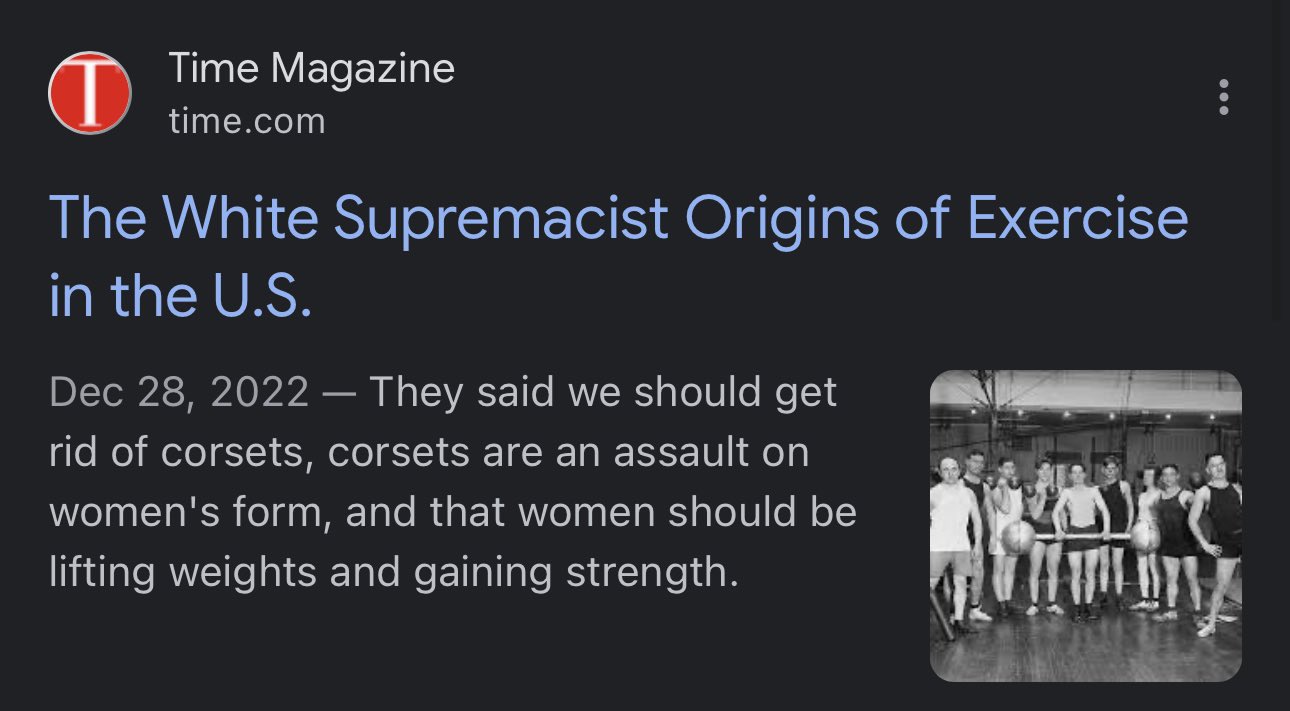 T
Time Magazine
time.com
The White Supremacist Origins of Exercise
in the U.S.
Dec 28, 2022 — They said we should get
rid of corsets, corsets are an assault on
women's form, and that women should be
lifting weights and gaining strength.